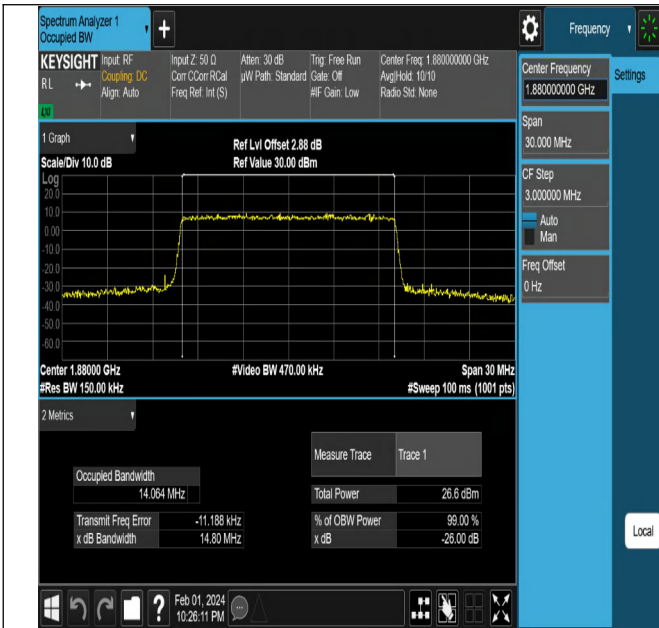 Spectrum Analyzer 1
Occupied BW
Frequency
KEYSIGHT
RL
LXI
Input: RF
Coupling: DC
Align: Auto
Input Z: 50 Ω
Corr CCorr RCal
Freq Ref: Int (S)
Atten: 30 dB
µW Path: Standard
Trig: Free Run
Gate: Off
#IF Gain: Low
Center Freq: 1.880000000 GHz
Avg|Hold: 10/10
Radio Std: None
Center Frequency
1.880000000 GHz
Settings
Span
30.000 MHz
CF Step
3.000000 MHz
Auto
Man
Freq Offset
0 Hz
Local
1 Graph
Scale/Div 10.0 dB
Ref Lvl Offset 2.88 dB
Ref Value 30.00 dBm
Log
20.0
10.0
0.00
-10.0
-20.0
-30.0
-40.0
-50.0
-60.0
Center 1.88000 GHz
#Res BW 150.00 kHz
#Video BW 470.00 kHz
Span 30 MHz
#Sweep 100 ms (1001 pts)
2 Metrics
Measure Trace Trace 1
Occupied Bandwidth
14.064 MHz
Total Power 26.6 dBm
Transmit Freq Error -11.188 kHz
% of OBW Power 99.00 %
x dB Bandwidth 14.80 MHz
x dB -26.00 dB
Feb 01, 2024
10:26:11 PM